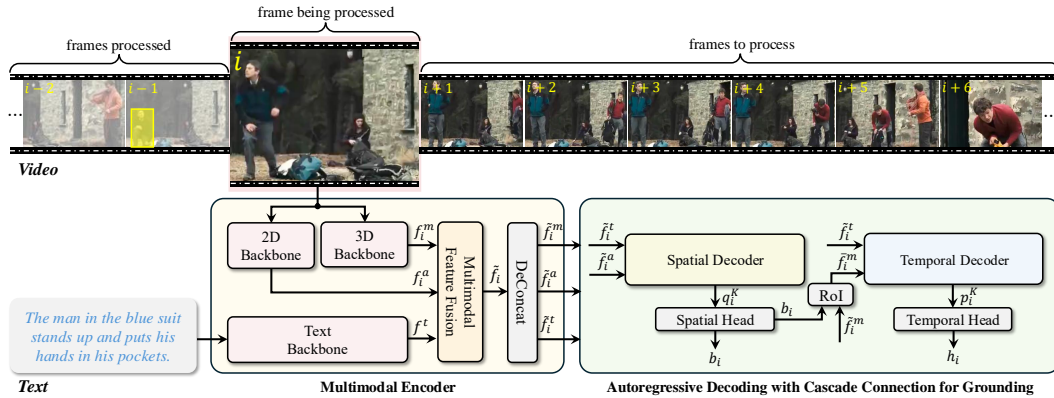 frames processed
frame being processed
frames to process
i − 2
i − 1
i
i + 1
i + 2
i + 3
i + 4
i + 5
i + 6
...
...
Video
2D
Backbone
3D
Backbone
f_i^m
f_i^a
Multimodal
Feature Fusion
f̃_i
DeConcat
f̃_i^m
f̃_i^a
f̃_i^t
f̃_i^t
f̃_i^a
Spatial Decoder
q_i^K
Spatial Head
b_i
b_i
RoI
f̃_i^m
f̃_i^t
f̄_i^m
Temporal Decoder
p_i^K
Temporal Head
h_i
The man in the blue suit
stands up and puts his
hands in his pockets.
Text
Backbone
f^t
Text
Multimodal Encoder
Autoregressive Decoding with Cascade Connection for Grounding